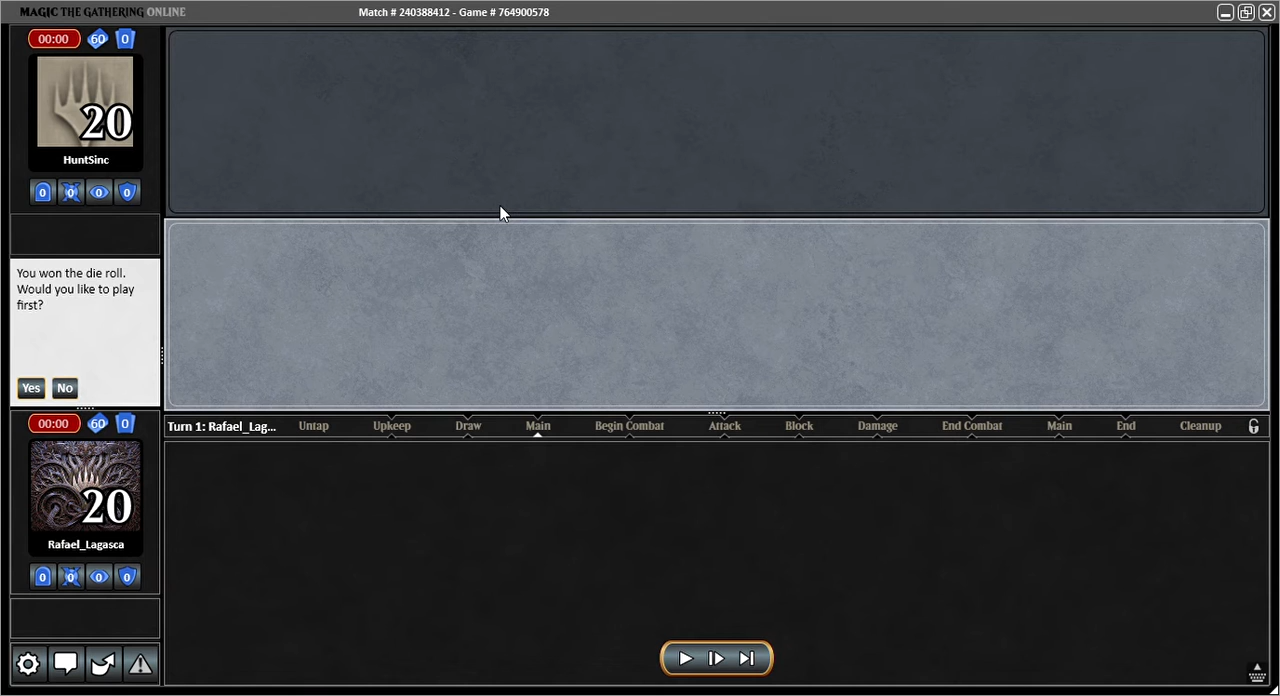 MAGIC THE GATHERING ONLINE
Match # 240388412 - Game # 764900578
00:00 60 0
20
HuntSinc
0 0 0 0
You won the die roll.
Would you like to play
first?
Yes No
00:00 60 0
20
Rafael_Lagasca
0 0 0 0
Turn 1: Rafael_Lag... Untap Upkeep Draw Main Begin Combat Attack Block Damage End Combat Main End Cleanup